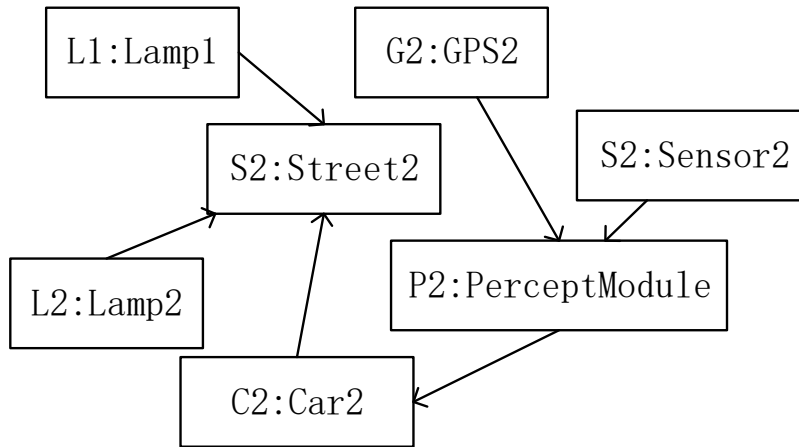 L1:Lamp1
G2:GPS2
S2:Street2
S2:Sensor2
L2:Lamp2
P2:PerceptModule
C2:Car2